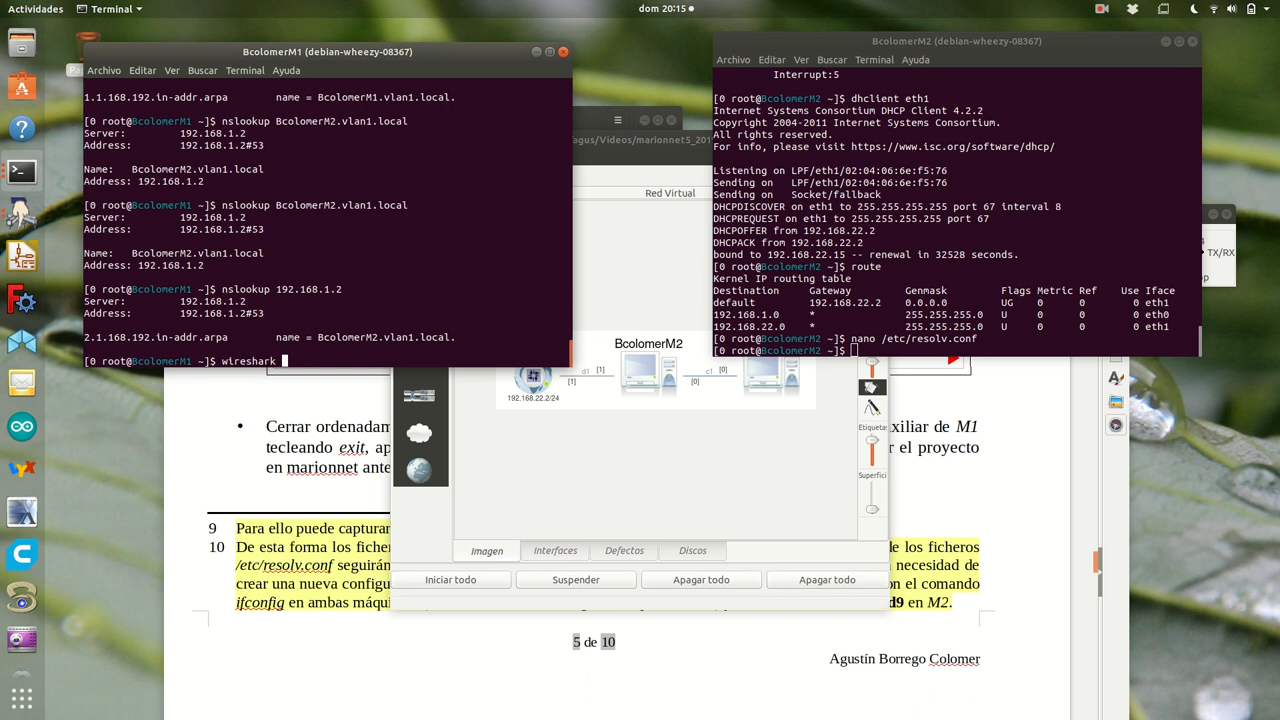 Actividades
Terminal
dom 20:15
BcolomerM1 (debian-wheezy-08367)
Archivo Editar Ver Buscar Terminal Ayuda
1.1.168.192.in-addr.arpa name = BcolomerM1.vlan1.local.
[0 root@BcolomerM1 ~]$ nslookup BcolomerM2.vlan1.local
Server: 192.168.1.2
Address: 192.168.1.2#53
Name: BcolomerM2.vlan1.local
Address: 192.168.1.2
[0 root@BcolomerM1 ~]$ nslookup BcolomerM2.vlan1.local
Server: 192.168.1.2
Address: 192.168.1.2#53
Name: BcolomerM2.vlan1.local
Address: 192.168.1.2
[0 root@BcolomerM1 ~]$ nslookup 192.168.1.2
Server: 192.168.1.2
Address: 192.168.1.2#53
2.1.168.192.in-addr.arpa name = BcolomerM2.vlan1.local.
[0 root@BcolomerM1 ~]$ wireshark
BcolomerM2 (debian-wheezy-08367)
Archivo Editar Ver Buscar Terminal Ayuda
Interrupt:5
[0 root@BcolomerM2 ~]$ dhclient eth1
Internet Systems Consortium DHCP Client 4.2.2
Copyright 2004-2011 Internet Systems Consortium.
All rights reserved.
For info, please visit https://www.isc.org/software/dhcp/
Listening on LPF/eth1/02:04:06:6e:f5:76
Sending on LPF/eth1/02:04:06:6e:f5:76
Sending on Socket/fallback
DHCPDISCOVER on eth1 to 255.255.255.255 port 67 interval 8
DHCPREQUEST on eth1 to 255.255.255.255 port 67
DHCPOFFER from 192.168.22.2
DHCPACK from 192.168.22.2
bound to 192.168.22.15 -- renewal in 32528 seconds.
[0 root@BcolomerM2 ~]$ route
Kernel IP routing table
Destination Gateway Genmask Flags Metric Ref Use Iface
default 192.168.22.2 0.0.0.0 UG 0 0 0 eth1
192.168.1.0 * 255.255.255.0 U 0 0 0 eth0
192.168.22.0 * 255.255.255.0 U 0 0 0 eth1
[0 root@BcolomerM2 ~]$ nano /etc/resolv.conf
[0 root@BcolomerM2 ~]$
agus/Vídeos/marionnet5_20
Red Virtual
TX/RX
BcolomerM2
d1 [1]
[1]
c1 [0]
[0]
192.168.22.2/24
Etiquetas
Superfici
Imagen Interfaces Defectos Discos
Iniciar todo Suspender Apagar todo Apagar todo
• Cerrar ordenadam
xiliar de M1
tecleando exit, ap
r el proyecto
en marionnet ante
9 Para ello puede capturar
10 De esta forma los ficher
e los ficheros
/etc/resolv.conf seguirán
necesidad de
crear una nueva configu
on el comando
ifconfig en ambas máqui
d9 en M2.
5 de 10
Agustín Borrego Colomer